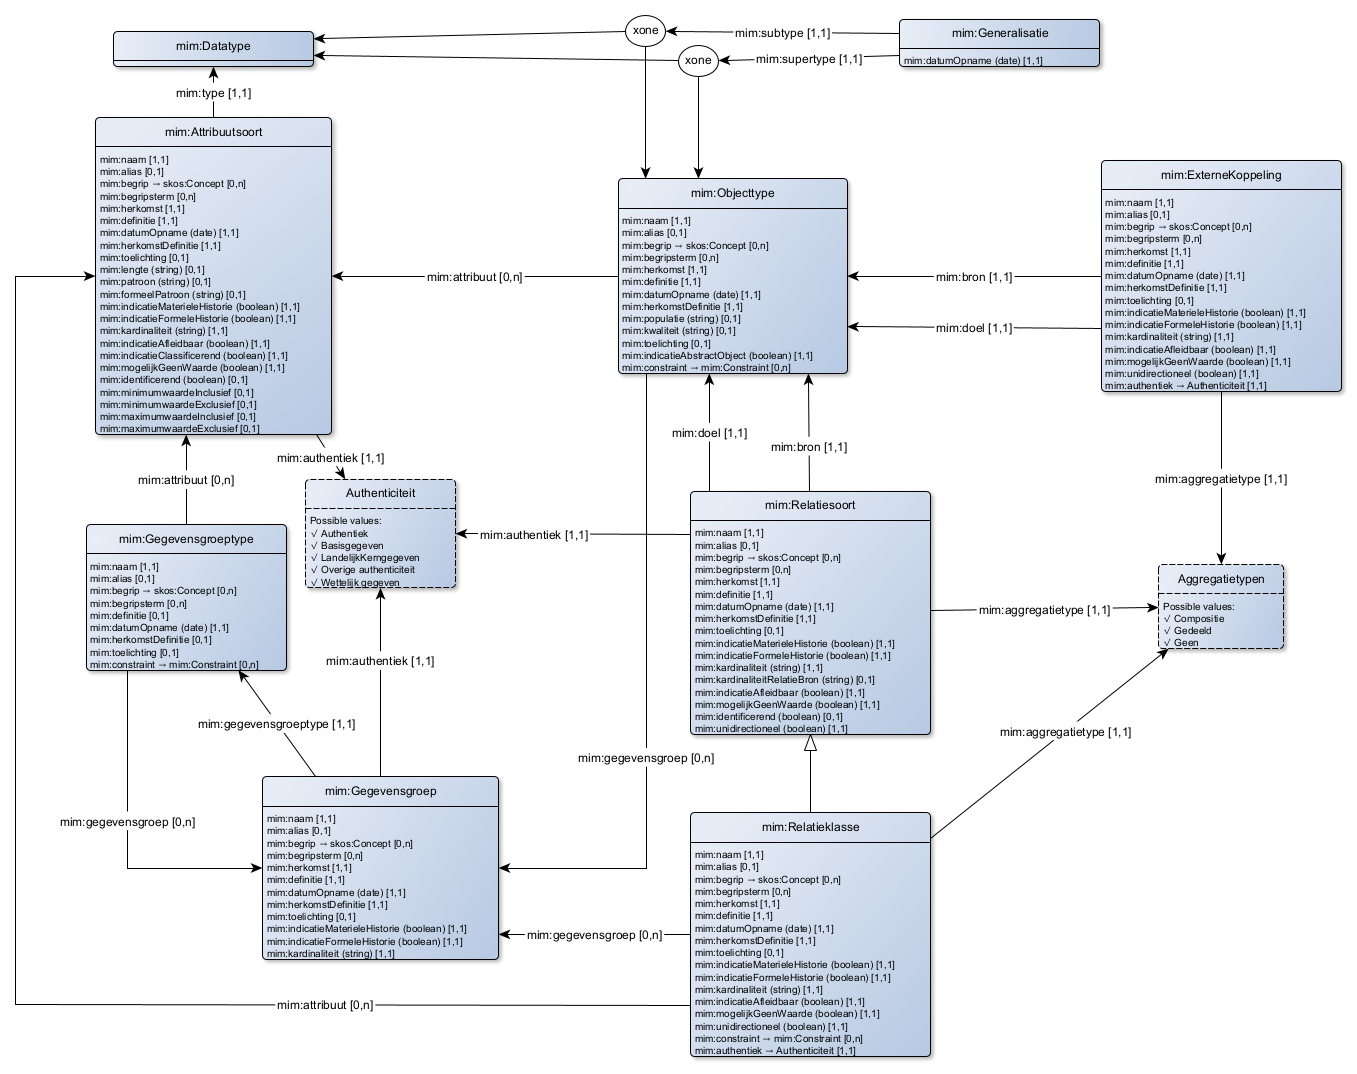 xone
mim:subtype [1,1]
mim:Generalisatie
mim:datumOpname (date) [1,1]
mim:Datatype
xone
mim:supertype [1,1]
mim:type [1,1]
mim:Attribuutsoort
mim:naam [1,1]
mim:alias [0,1]
mim:begrip → skos:Concept [0,n]
mim:begripsterm [0,n]
mim:herkomst [1,1]
mim:definitie [1,1]
mim:datumOpname (date) [1,1]
mim:herkomstDefinitie [1,1]
mim:toelichting [0,1]
mim:lengte (string) [0,1]
mim:patroon (string) [0,1]
mim:formeelPatroon (string) [0,1]
mim:indicatieMaterieleHistorie (boolean) [1,1]
mim:indicatieFormeleHistorie (boolean) [1,1]
mim:kardinaliteit (string) [1,1]
mim:indicatieAfleidbaar (boolean) [1,1]
mim:indicatieClassificerend (boolean) [1,1]
mim:mogelijkGeenWaarde (boolean) [1,1]
mim:identificerend (boolean) [0,1]
mim:minimumwaardeInclusief [0,1]
mim:minimumwaardeExclusief [0,1]
mim:maximumwaardeInclusief [0,1]
mim:maximumwaardeExclusief [0,1]
mim:attribuut [0,n]
mim:Objecttype
mim:naam [1,1]
mim:alias [0,1]
mim:begrip → skos:Concept [0,n]
mim:begripsterm [0,n]
mim:herkomst [1,1]
mim:definitie [1,1]
mim:datumOpname (date) [1,1]
mim:herkomstDefinitie [1,1]
mim:populatie (string) [0,1]
mim:kwaliteit (string) [0,1]
mim:toelichting [0,1]
mim:indicatieAbstractObject (boolean) [1,1]
mim:constraint → mim:Constraint [0,n]
mim:bron [1,1]
mim:doel [1,1]
mim:ExterneKoppeling
mim:naam [1,1]
mim:alias [0,1]
mim:begrip → skos:Concept [0,n]
mim:begripsterm [0,n]
mim:herkomst [1,1]
mim:definitie [1,1]
mim:datumOpname (date) [1,1]
mim:herkomstDefinitie [1,1]
mim:toelichting [0,1]
mim:indicatieMaterieleHistorie (boolean) [1,1]
mim:indicatieFormeleHistorie (boolean) [1,1]
mim:kardinaliteit (string) [1,1]
mim:indicatieAfleidbaar (boolean) [1,1]
mim:mogelijkGeenWaarde (boolean) [1,1]
mim:unidirectioneel (boolean) [1,1]
mim:authentiek → Authenticiteit [1,1]
mim:doel [1,1]
mim:bron [1,1]
mim:authentiek [1,1]
mim:attribuut [0,n]
mim:aggregatietype [1,1]
Authenticiteit
Possible values:
✓ Authentiek
✓ Basisgegeven
✓ LandelijkKerngegeven
✓ Overige authenticiteit
✓ Wettelijk gegeven
mim:authentiek [1,1]
mim:Relatiesoort
mim:naam [1,1]
mim:alias [0,1]
mim:begrip → skos:Concept [0,n]
mim:begripsterm [0,n]
mim:herkomst [1,1]
mim:definitie [1,1]
mim:datumOpname (date) [1,1]
mim:herkomstDefinitie [1,1]
mim:toelichting [0,1]
mim:indicatieMaterieleHistorie (boolean) [1,1]
mim:indicatieFormeleHistorie (boolean) [1,1]
mim:kardinaliteit (string) [1,1]
mim:kardinaliteitRelatieBron (string) [0,1]
mim:indicatieAfleidbaar (boolean) [1,1]
mim:mogelijkGeenWaarde (boolean) [1,1]
mim:identificerend (boolean) [0,1]
mim:unidirectioneel (boolean) [1,1]
mim:Gegevensgroeptype
mim:naam [1,1]
mim:alias [0,1]
mim:begrip → skos:Concept [0,n]
mim:begripsterm [0,n]
mim:definitie [0,1]
mim:datumOpname (date) [1,1]
mim:herkomstDefinitie [0,1]
mim:toelichting [0,1]
mim:constraint → mim:Constraint [0,n]
mim:aggregatietype [1,1]
Aggregatietypen
Possible values:
✓ Compositie
✓ Gedeeld
✓ Geen
mim:authentiek [1,1]
mim:gegevensgroeptype [1,1]
mim:aggregatietype [1,1]
mim:gegevensgroep [0,n]
mim:gegevensgroep [0,n]
mim:Gegevensgroep
mim:naam [1,1]
mim:alias [0,1]
mim:begrip → skos:Concept [0,n]
mim:begripsterm [0,n]
mim:herkomst [1,1]
mim:definitie [1,1]
mim:datumOpname (date) [1,1]
mim:herkomstDefinitie [1,1]
mim:toelichting [0,1]
mim:indicatieMaterieleHistorie (boolean) [1,1]
mim:indicatieFormeleHistorie (boolean) [1,1]
mim:kardinaliteit (string) [1,1]
mim:gegevensgroep [0,n]
mim:Relatieklasse
mim:naam [1,1]
mim:alias [0,1]
mim:begrip → skos:Concept [0,n]
mim:begripsterm [0,n]
mim:herkomst [1,1]
mim:definitie [1,1]
mim:datumOpname (date) [1,1]
mim:herkomstDefinitie [1,1]
mim:toelichting [0,1]
mim:indicatieMaterieleHistorie (boolean) [1,1]
mim:indicatieFormeleHistorie (boolean) [1,1]
mim:kardinaliteit (string) [1,1]
mim:indicatieAfleidbaar (boolean) [1,1]
mim:mogelijkGeenWaarde (boolean) [1,1]
mim:unidirectioneel (boolean) [1,1]
mim:constraint → mim:Constraint [0,n]
mim:authentiek → Authenticiteit [1,1]
mim:attribuut [0,n]